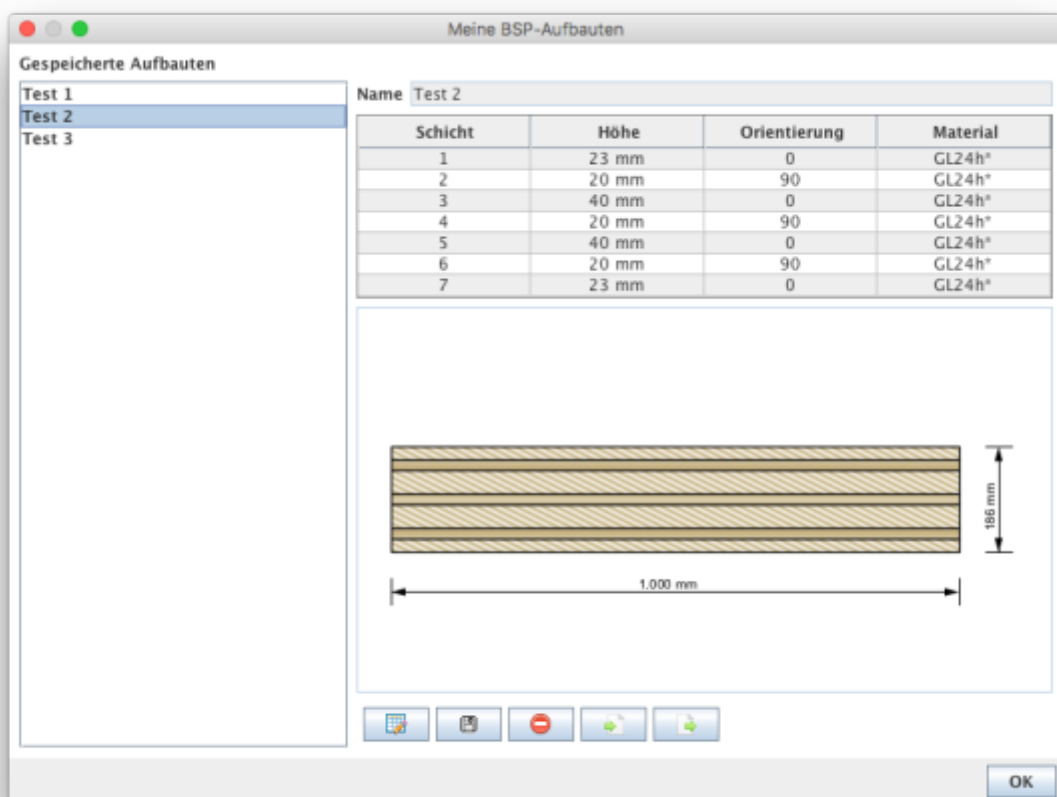 Meine BSP-Aufbauten
Gespeicherte Aufbauten
Test 1
Test 2
Test 3
Name Test 2
Schicht Höhe Orientierung Material
1 23 mm 0 GL24h*
2 20 mm 90 GL24h*
3 40 mm 0 GL24h*
4 20 mm 90 GL24h*
5 40 mm 0 GL24h*
6 20 mm 90 GL24h*
7 23 mm 0 GL24h*
186 mm
1.000 mm
OK